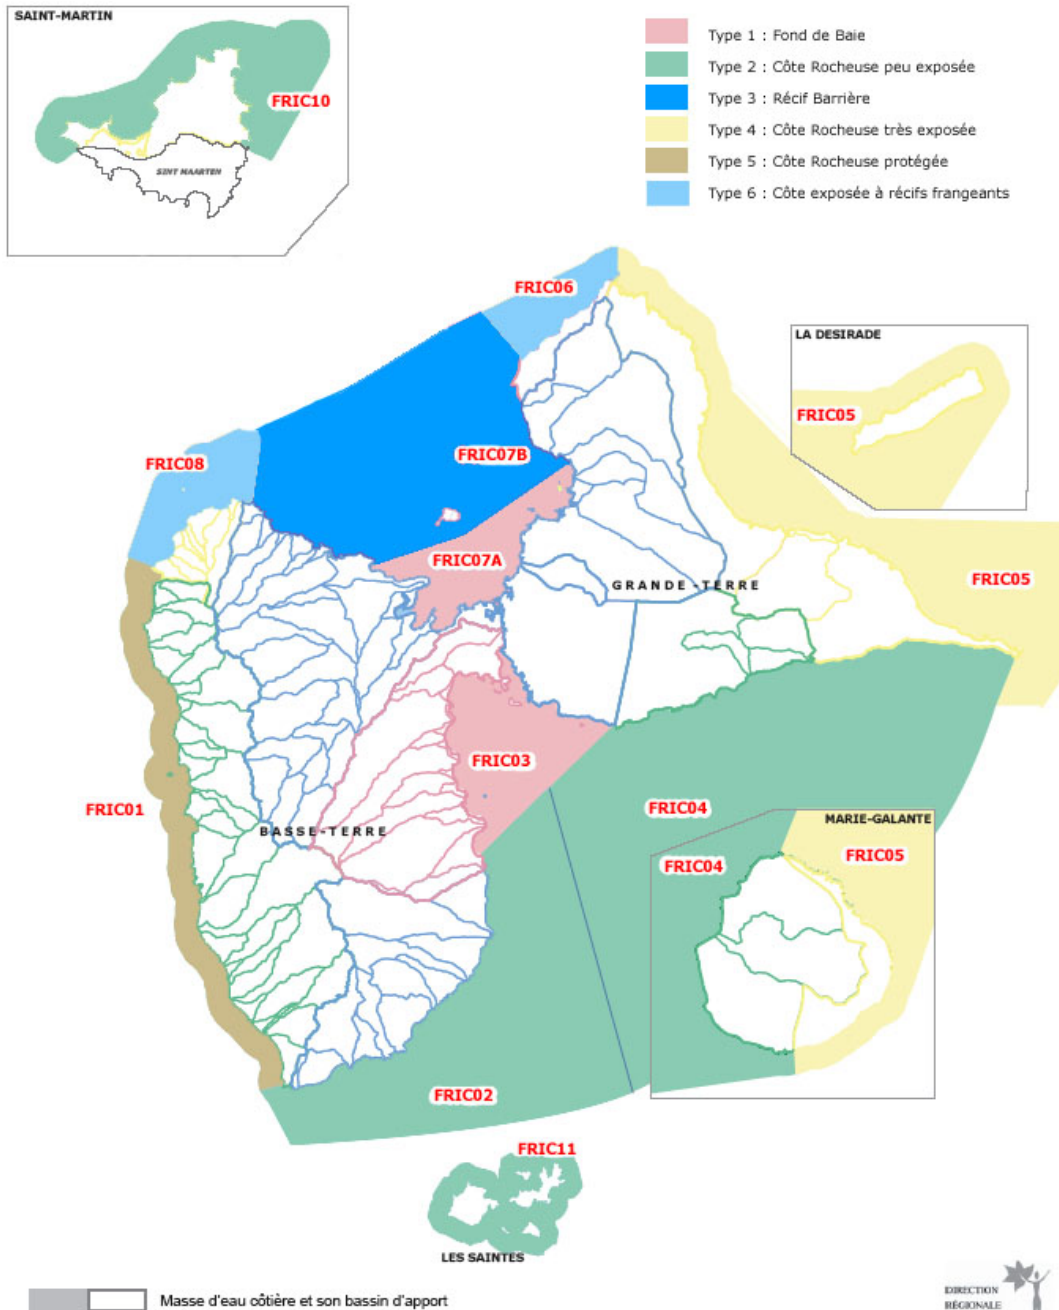 SAINT-MARTIN
FRIC10
SINT MAARTEN
Type 1 : Fond de Baie
Type 2 : Côte Rocheuse peu exposée
Type 3 : Récif Barrière
Type 4 : Côte Rocheuse très exposée
Type 5 : Côte Rocheuse protégée
Type 6 : Côte exposée à récifs frangeants
FRIC06
LA DESIRADE
FRIC05
FRIC07B
FRIC08
FRIC07A
GRANDE-TERRE
FRIC05
FRIC03
FRIC01
FRIC04
BASSE-TERRE
MARIE-GALANTE
FRIC04
FRIC05
FRIC02
FRIC11
LES SAINTES
Masse d'eau côtière et son bassin d'apport
DIRECTION
RÉGIONALE